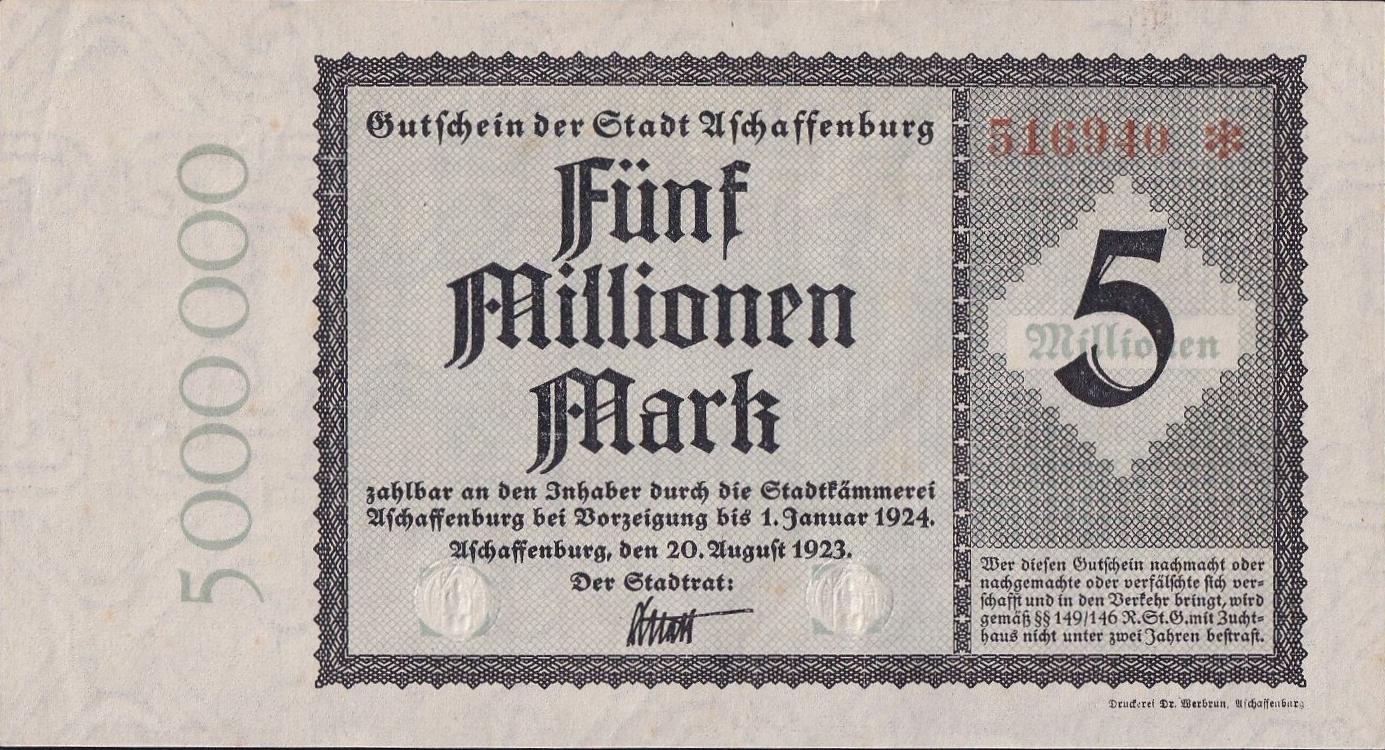 5000000
Gutschein der Stadt Aschaffenburg
Fünf
Millionen
Mark
zahlbar an den Inhaber durch die Stadtkämmerei
Aschaffenburg bei Vorzeigung bis 1. Januar 1924.
Aschaffenburg, den 20. August 1923.
Der Stadtrat:
516940 *
5
Millionen
Wer diesen Gutschein nachmacht oder
nachgemachte oder verfälschte sich ver-
schafft und in den Verkehr bringt, wird
gemäß §§ 149/146 R.St.G. mit Zucht-
haus nicht unter zwei Jahren bestraft.
Druckerei Dr. Werbrun, Aschaffenburg